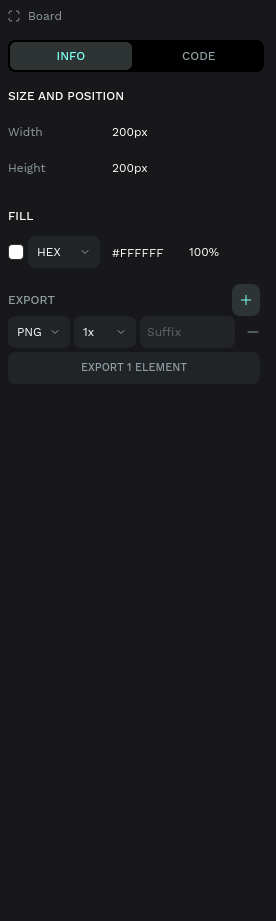 Board
INFO CODE
SIZE AND POSITION
Width 200px
Height 200px
FILL
HEX #FFFFFF 100%
EXPORT
PNG 1x Suffix
EXPORT 1 ELEMENT